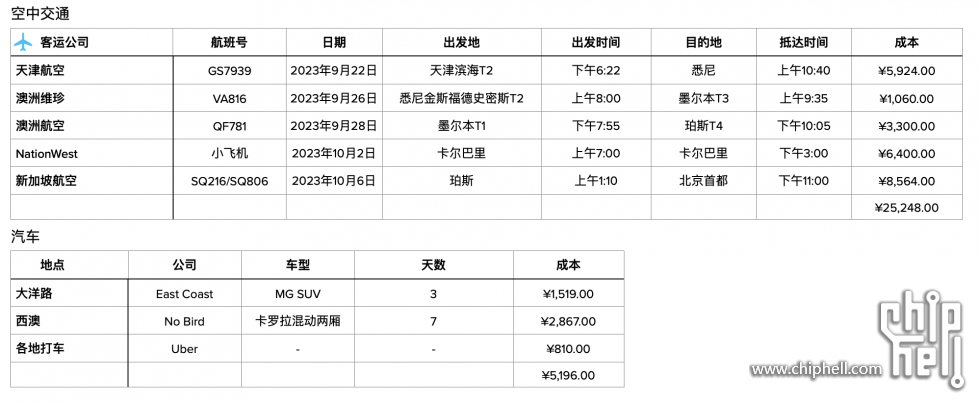 空中交通
客运公司 航班号 日期 出发地 出发时间 目的地 抵达时间 成本
天津航空 GS7939 2023年9月22日 天津滨海T2 下午6:22 悉尼 上午10:40 ¥5,924.00
澳洲维珍 VA816 2023年9月26日 悉尼金斯福德史密斯T2 上午8:00 墨尔本T3 上午9:35 ¥1,060.00
澳洲航空 QF781 2023年9月28日 墨尔本T1 下午7:55 珀斯T4 下午10:05 ¥3,300.00
NationWest 小飞机 2023年10月2日 卡尔巴里 上午7:00 卡尔巴里 下午3:00 ¥6,400.00
新加坡航空 SQ216/SQ806 2023年10月6日 珀斯 上午1:10 北京首都 下午11:00 ¥8,564.00
¥25,248.00
汽车
地点 公司 车型 天数 成本
大洋路 East Coast MG SUV 3 ¥1,519.00
西澳 No Bird 卡罗拉混动两厢 7 ¥2,867.00
各地打车 Uber - - ¥810.00
¥5,196.00
chip
hell
www.chiphell.com